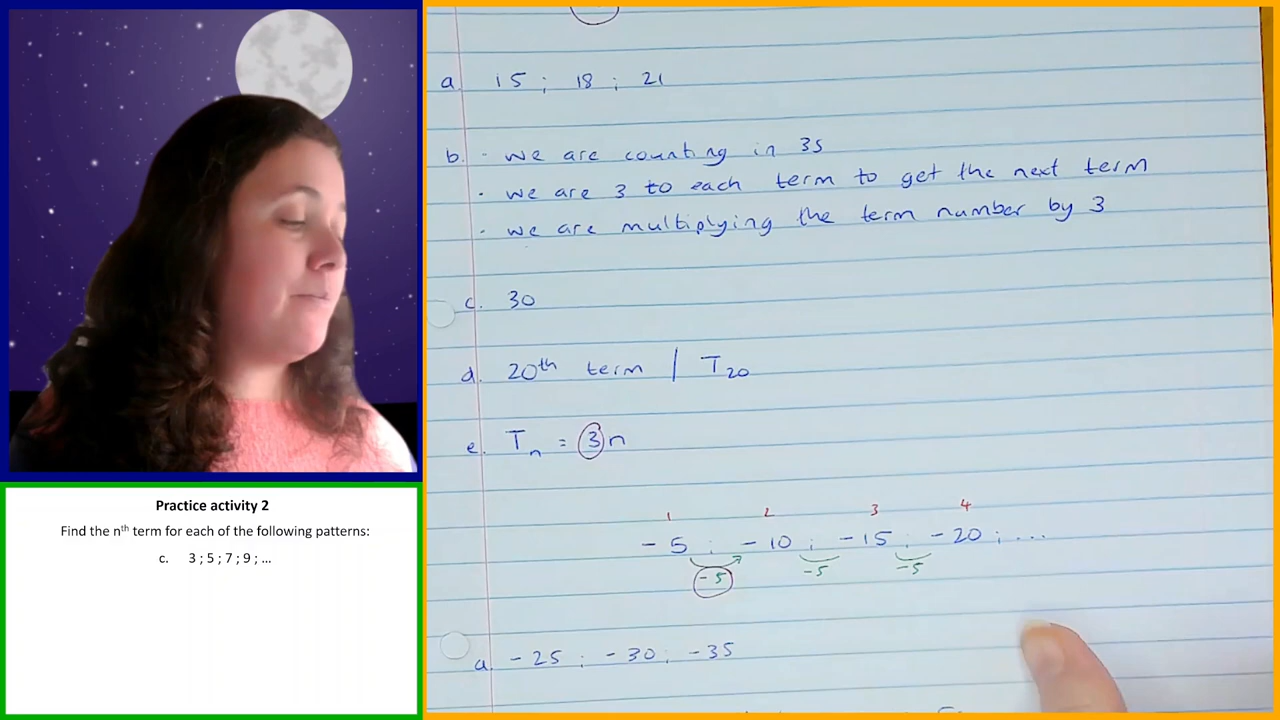 a. 15 ; 18 ; 21
b. · we are counting in 3s
· we are 3 to each term to get the next term
· we are multiplying the term number by 3
c. 30
d. 20th term | T20
e. Tn = 3n
1 2 3 4
- 5 ; - 10 ; - 15 ; - 20 ; ...
-5 -5 -5
a. - 25 ; - 30 ; - 35
Practice activity 2
Find the nth term for each of the following patterns:
c. 3 ; 5 ; 7 ; 9 ; ...